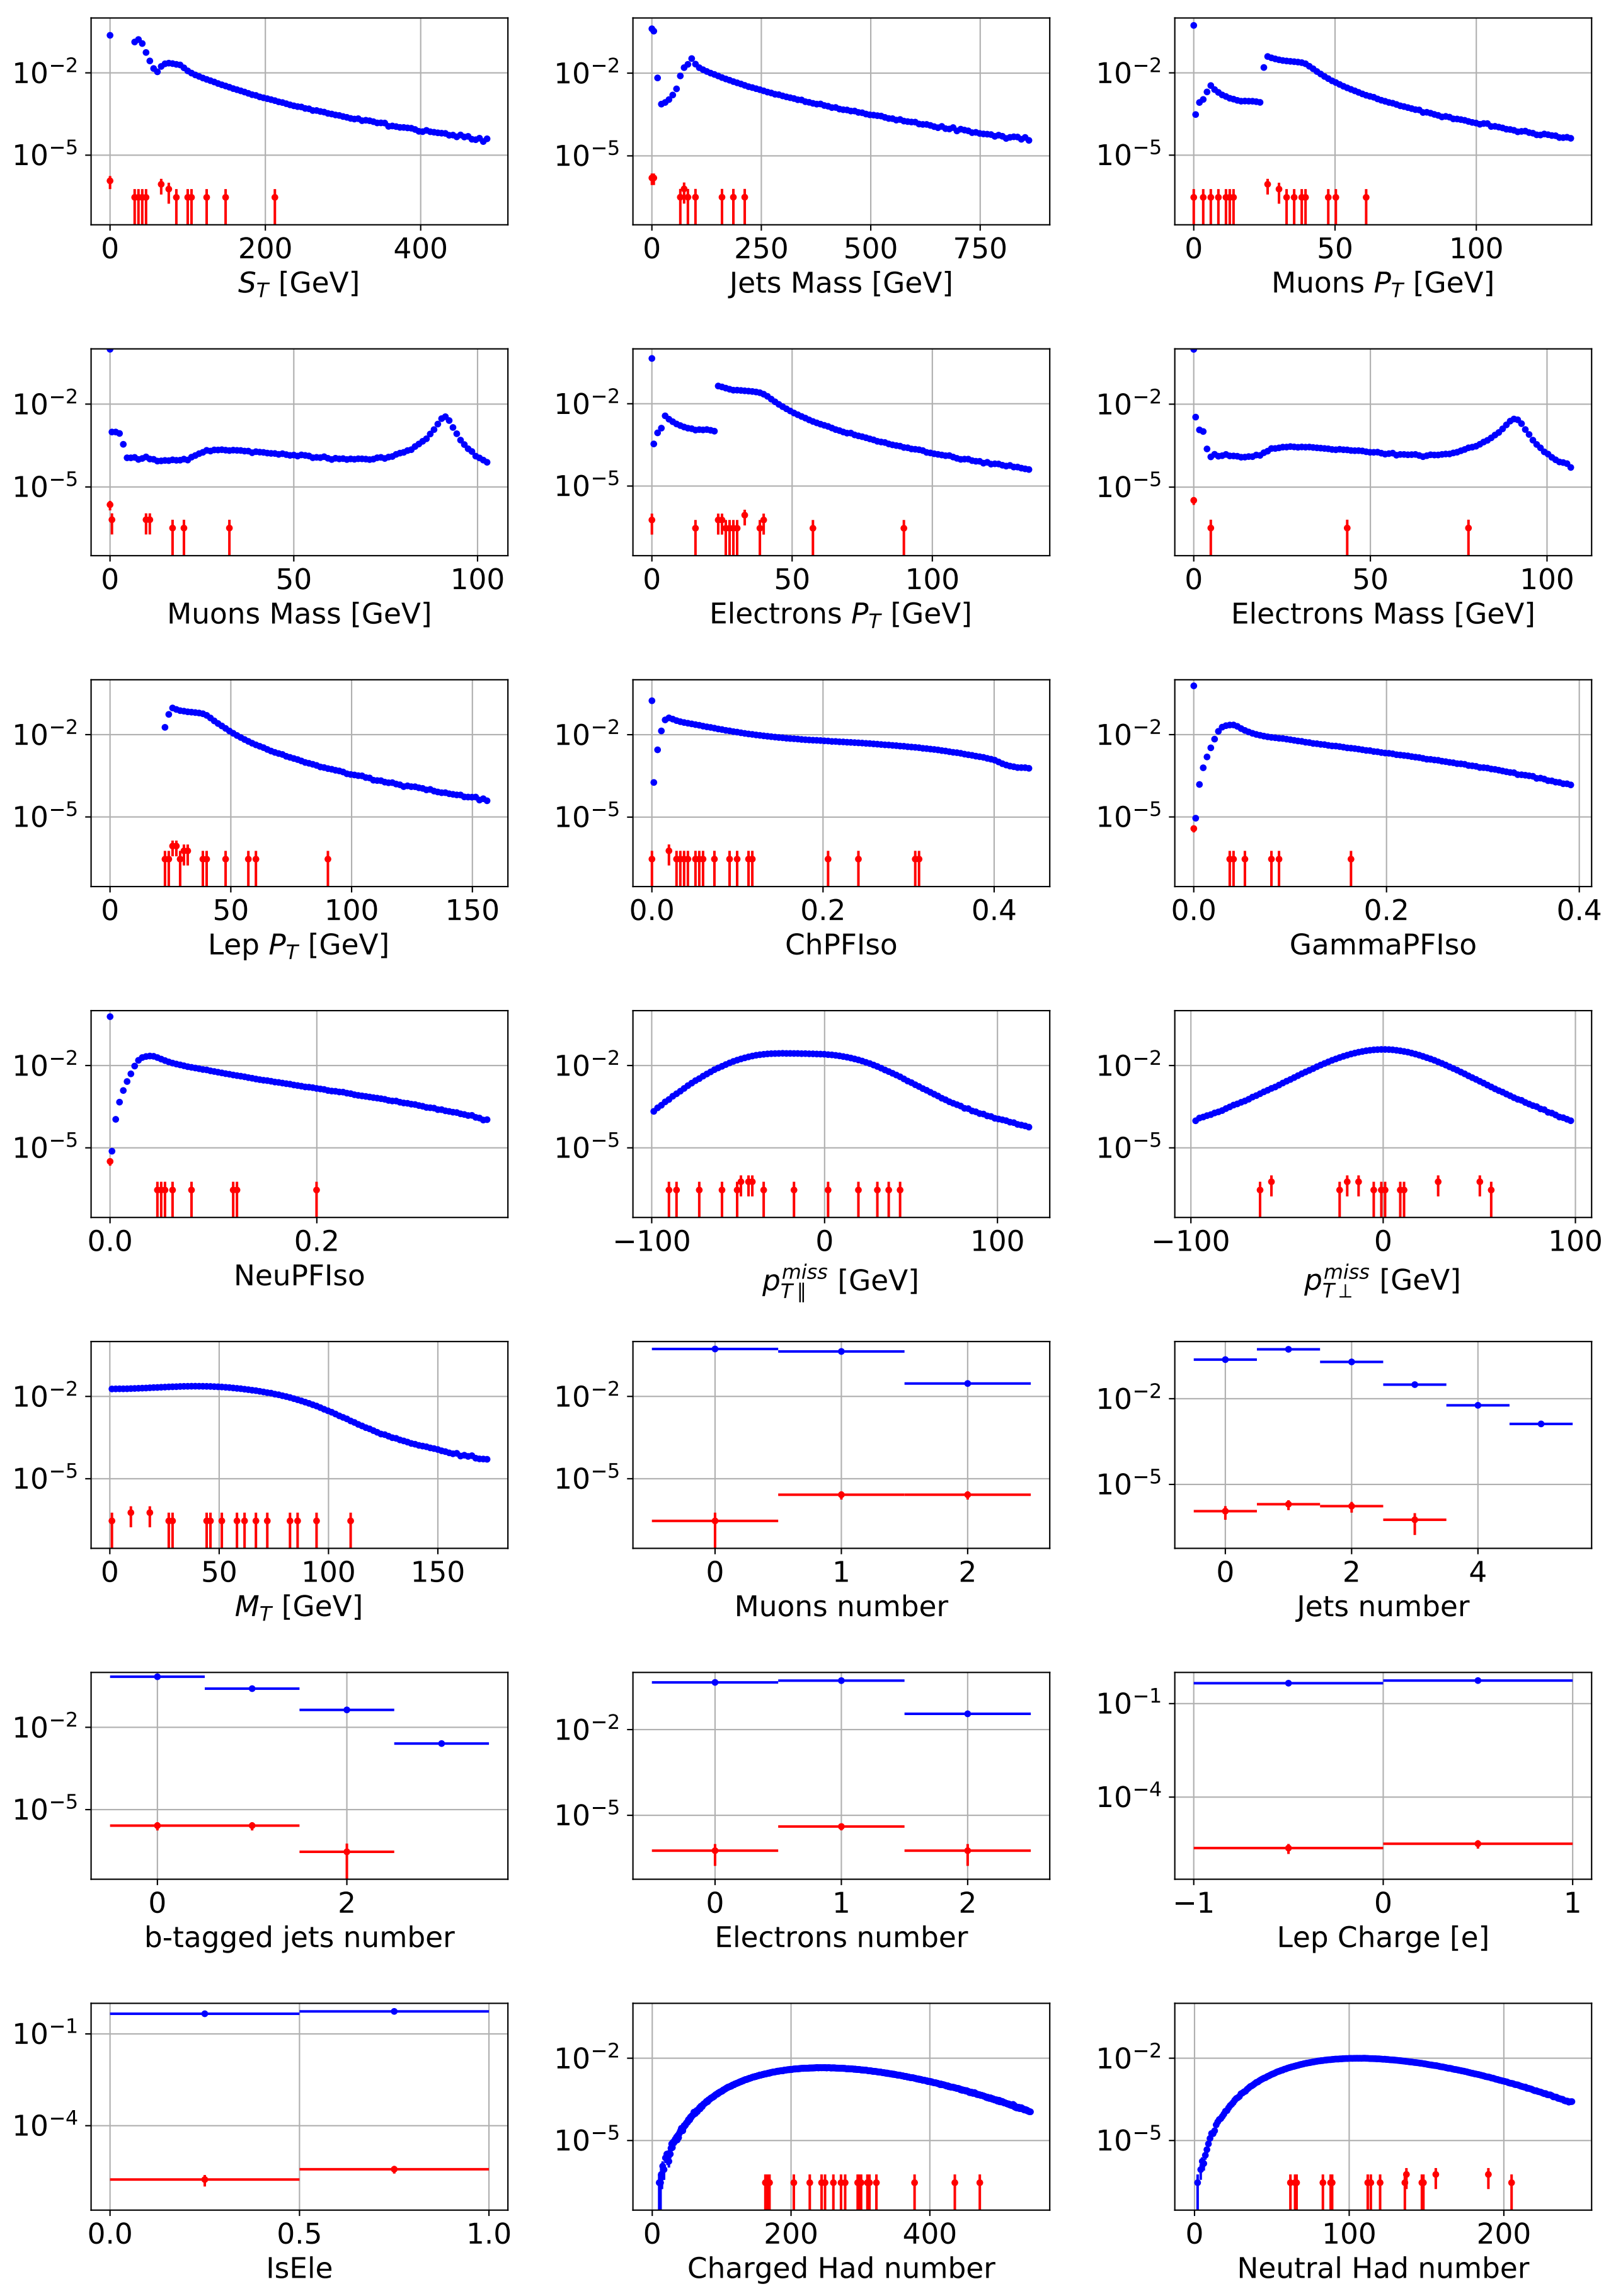 10⁻² 10⁻² 10⁻²
10⁻⁵ 10⁻⁵ 10⁻⁵
0 200 400 0 250 500 750 0 50 100
S_T [GeV] Jets Mass [GeV] Muons P_T [GeV]
10⁻² 10⁻² 10⁻²
10⁻⁵ 10⁻⁵ 10⁻⁵
0 50 100 0 50 100 0 50 100
Muons Mass [GeV] Electrons P_T [GeV] Electrons Mass [GeV]
10⁻² 10⁻² 10⁻²
10⁻⁵ 10⁻⁵ 10⁻⁵
0 50 100 150 0.0 0.2 0.4 0.0 0.2 0.4
Lep P_T [GeV] ChPFIso GammaPFIso
10⁻² 10⁻² 10⁻²
10⁻⁵ 10⁻⁵ 10⁻⁵
0.0 0.2 −100 0 100 −100 0 100
NeuPFIso p_{T∥}^{miss} [GeV] p_{T⊥}^{miss} [GeV]
10⁻² 10⁻² 10⁻²
10⁻⁵ 10⁻⁵ 10⁻⁵
0 50 100 150 0 1 2 0 2 4
M_T [GeV] Muons number Jets number
10⁻² 10⁻² 10⁻¹
10⁻⁵ 10⁻⁵ 10⁻⁴
0 2 0 1 2 −1 0 1
b-tagged jets number Electrons number Lep Charge [e]
10⁻¹ 10⁻² 10⁻²
10⁻⁴ 10⁻�5 10⁻⁵
0.0 0.5 1.0 0 200 400 0 100 200
IsEle Charged Had number Neutral Had number